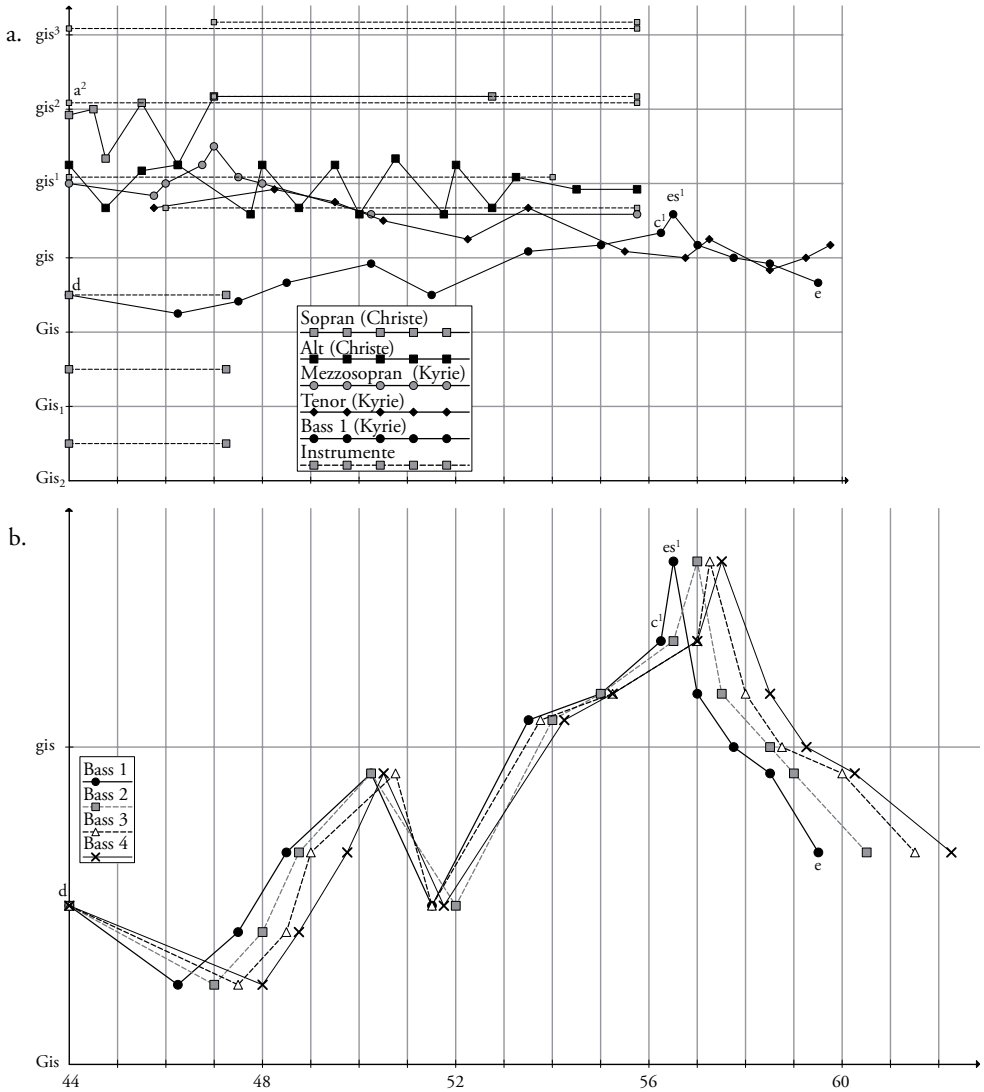 a.
gis³
a²
gis²
gis¹
es¹
c¹
gis
d
e
Gis
Sopran (Christe)
Alt (Christe)
Mezzosopran (Kyrie)
Tenor (Kyrie)
Bass 1 (Kyrie)
Instrumente
Gis₁
Gis₂
b.
es¹
c¹
gis
Bass 1
Bass 2
Bass 3
Bass 4
d
e
Gis
44 48 52 56 60